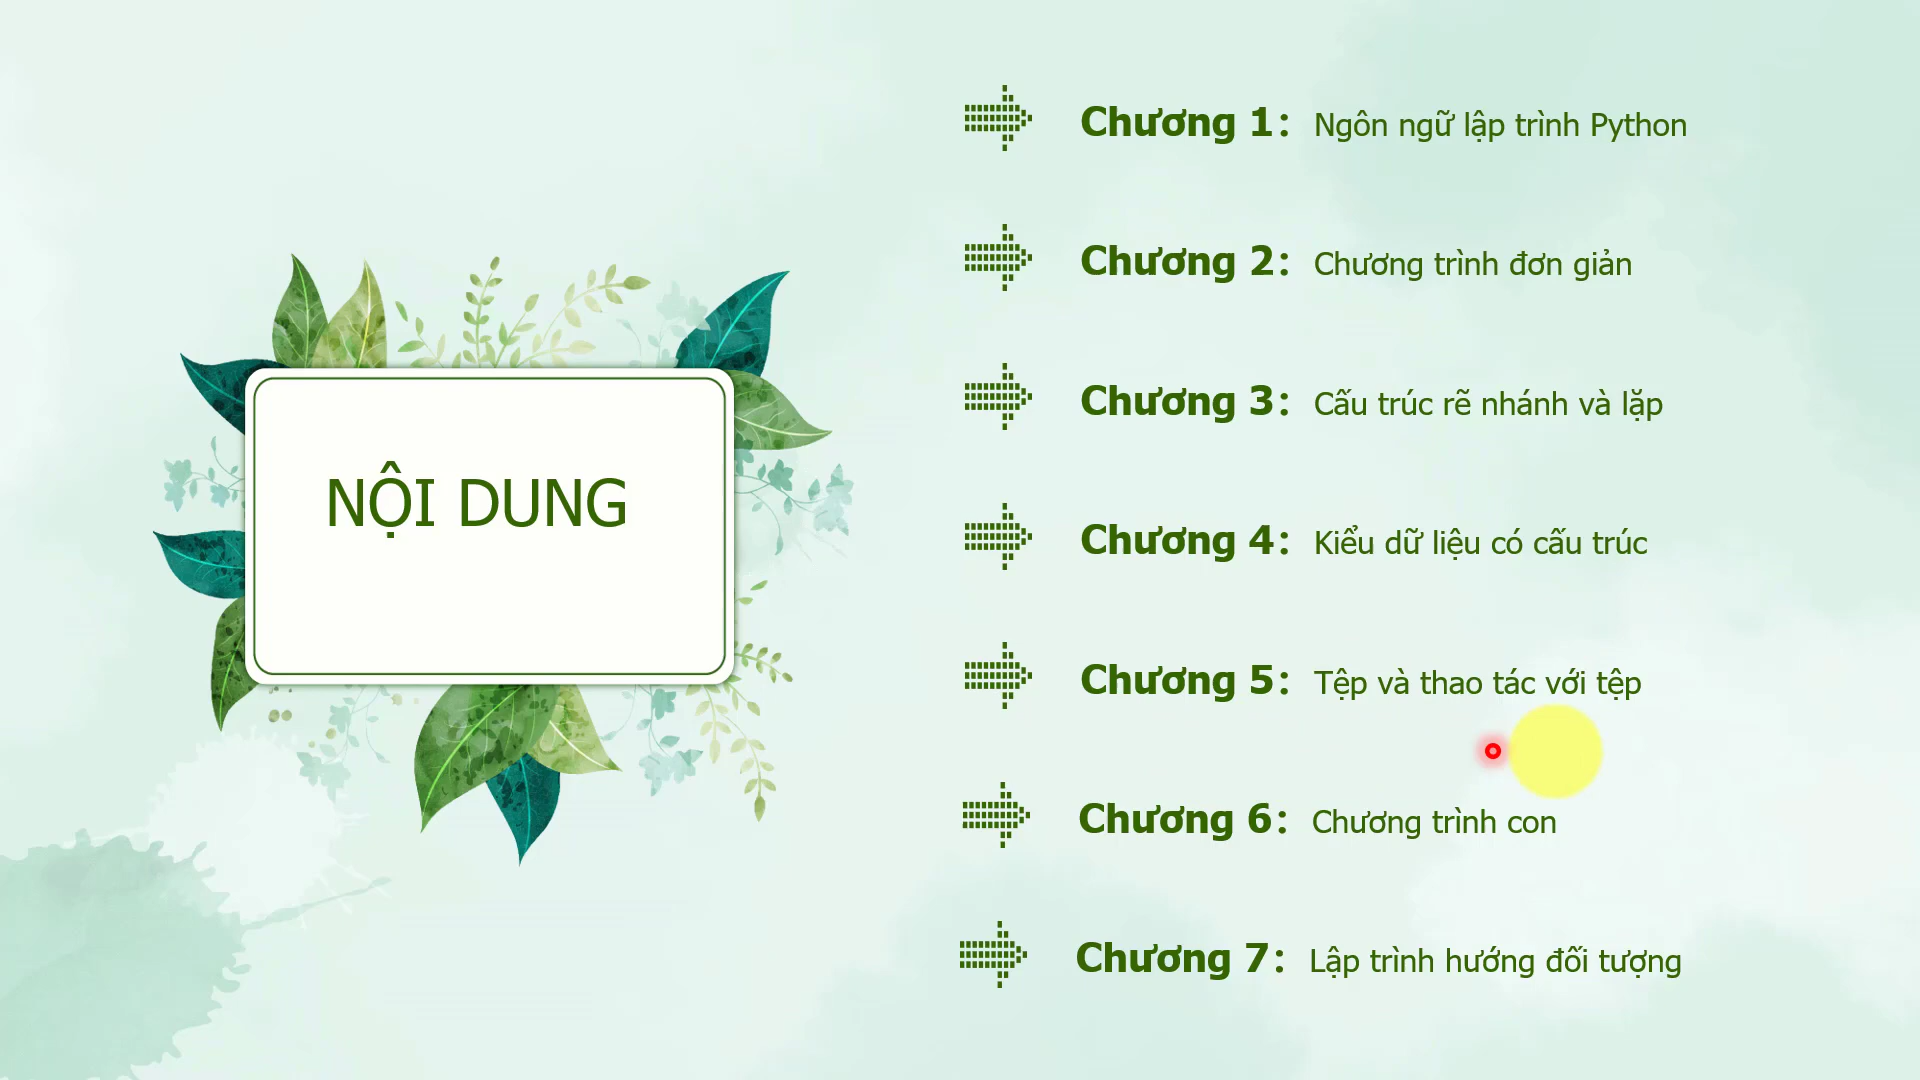 NỘI DUNG
Chương 1: Ngôn ngữ lập trình Python
Chương 2: Chương trình đơn giản
Chương 3: Cấu trúc rẽ nhánh và lặp
Chương 4: Kiểu dữ liệu có cấu trúc
Chương 5: Tệp và thao tác với tệp
Chương 6: Chương trình con
Chương 7: Lập trình hướng đối tượng